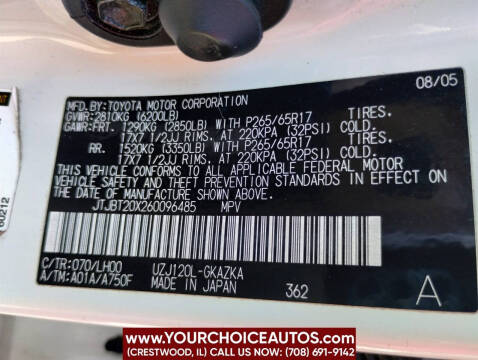 08/05
MFD. BY: TOYOTA MOTOR CORPORATION
GVWR: 2810KG (6200LB)
GAWR: FRT. 1290KG (2850LB) WITH P265/65R17 TIRES.
17X7 1/2JJ RIMS. AT 220KPA (32PSI) COLD.
RR. 1520KG (3350LB) WITH P265/65R17 TIRES.
17X7 1/2JJ RIMS. AT 220KPA (32PSI) COLD.
THIS VEHICLE CONFORMS TO ALL APPLICABLE FEDERAL MOTOR
VEHICLE SAFETY AND THEFT PREVENTION STANDARDS IN EFFECT ON
THE DATE OF MANUFACTURE SHOWN ABOVE.
JTJBT20X260096485 MPV
C/TR: 070/LH00 UZJ120L-GKAZKA
A/TM: A01A/A750F MADE IN JAPAN 362 A
60212
WWW.YOURCHOICEAUTOS.COM
(CRESTWOOD, IL 60418) PHONE: (708) 691-9142